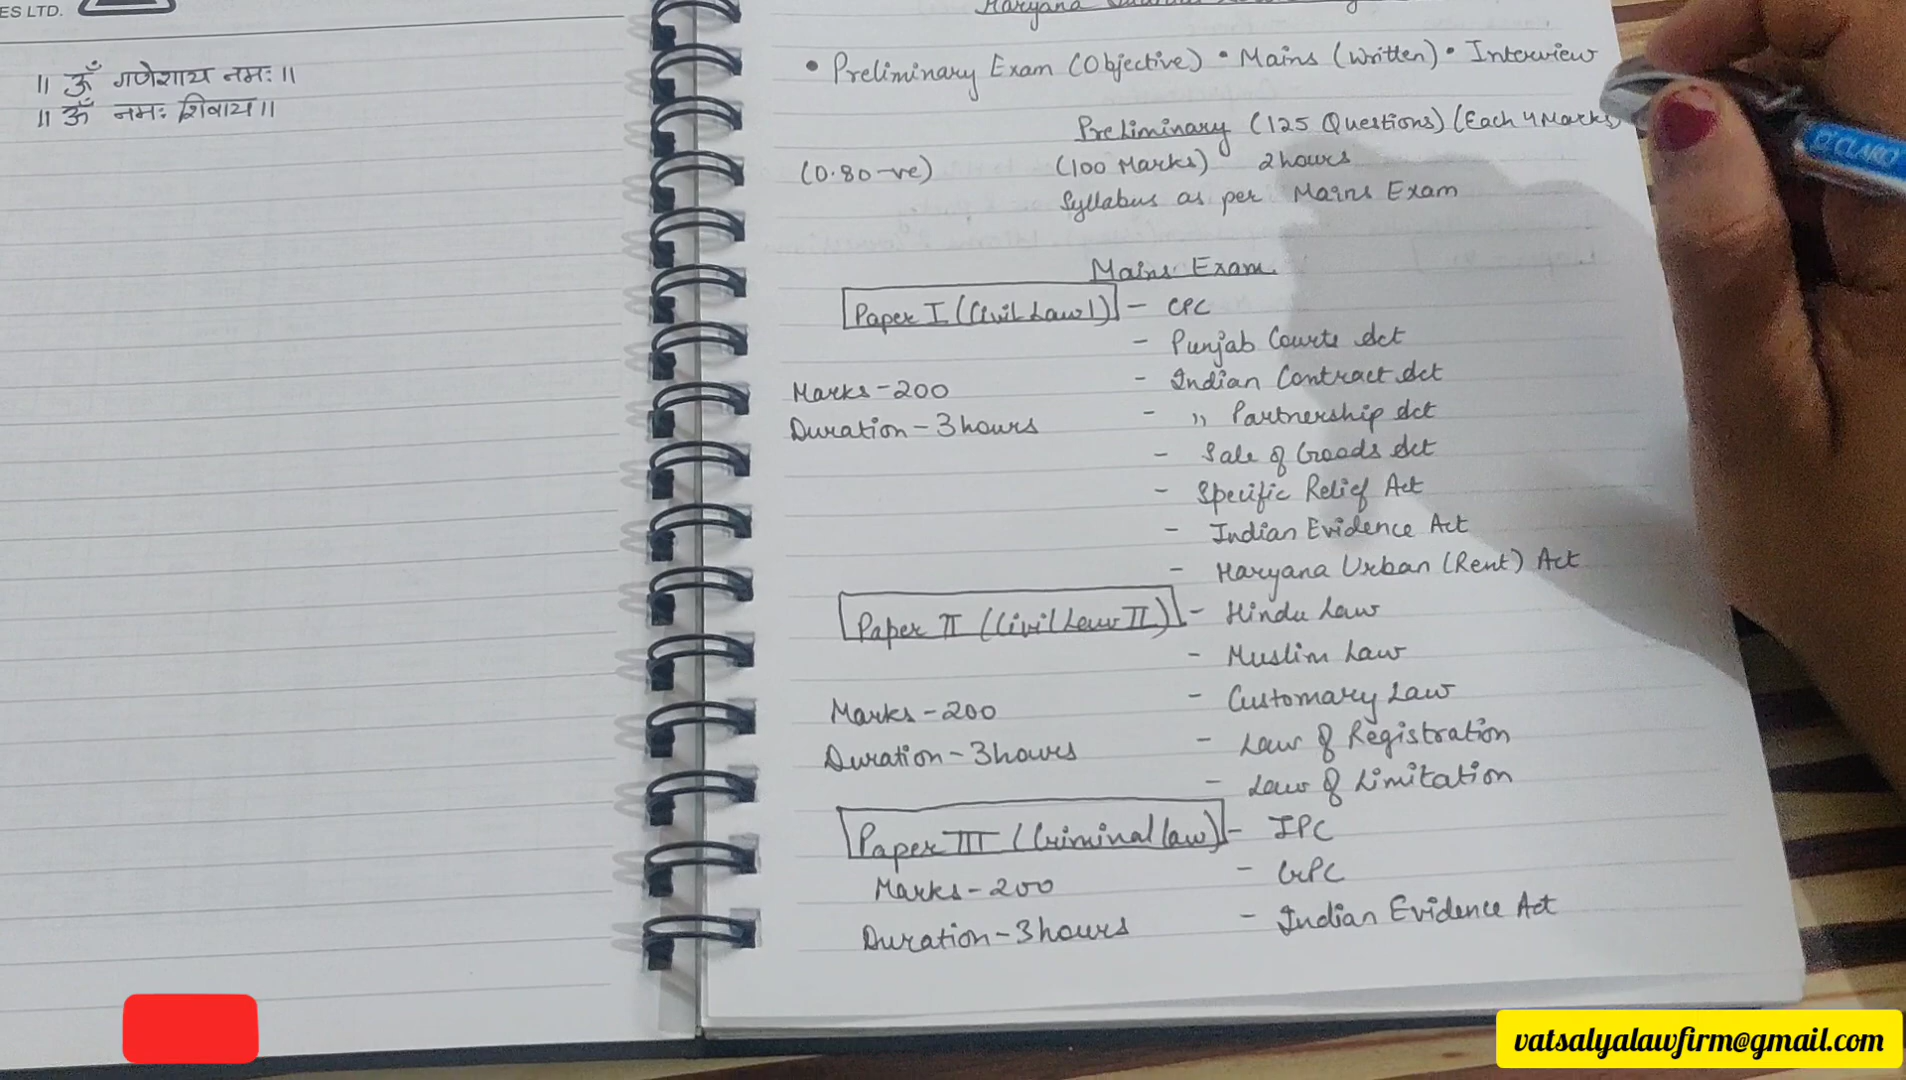 ES LTD.
॥ ॐ गणेशाय नमः॥
॥ ॐ नमः शिवाय॥
Haryana
• Preliminary Exam (Objective) • Mains (Written) • Interview
Preliminary (125 Questions) (Each 4 Marks)
(0.80-ve) (100 Marks) 2 hours
Syllabus as per Mains Exam
Mains Exam
Paper I (Civil Law I) - CPC
- Punjab Courts Act
Marks - 200 - Indian Contract Act
Duration - 3 hours - " Partnership Act
- Sale of Goods Act
- Specific Relief Act
- Indian Evidence Act
- Haryana Urban (Rent) Act
Paper II (Civil Law II) - Hindu Law
- Muslim Law
Marks - 200 - Customary Law
Duration - 3 hours - Law of Registration
- Law of Limitation
Paper III (Criminal law) - IPC
Marks - 200 - CrPC
Duration - 3 hours - Indian Evidence Act
vatsalyalawfirm@gmail.com